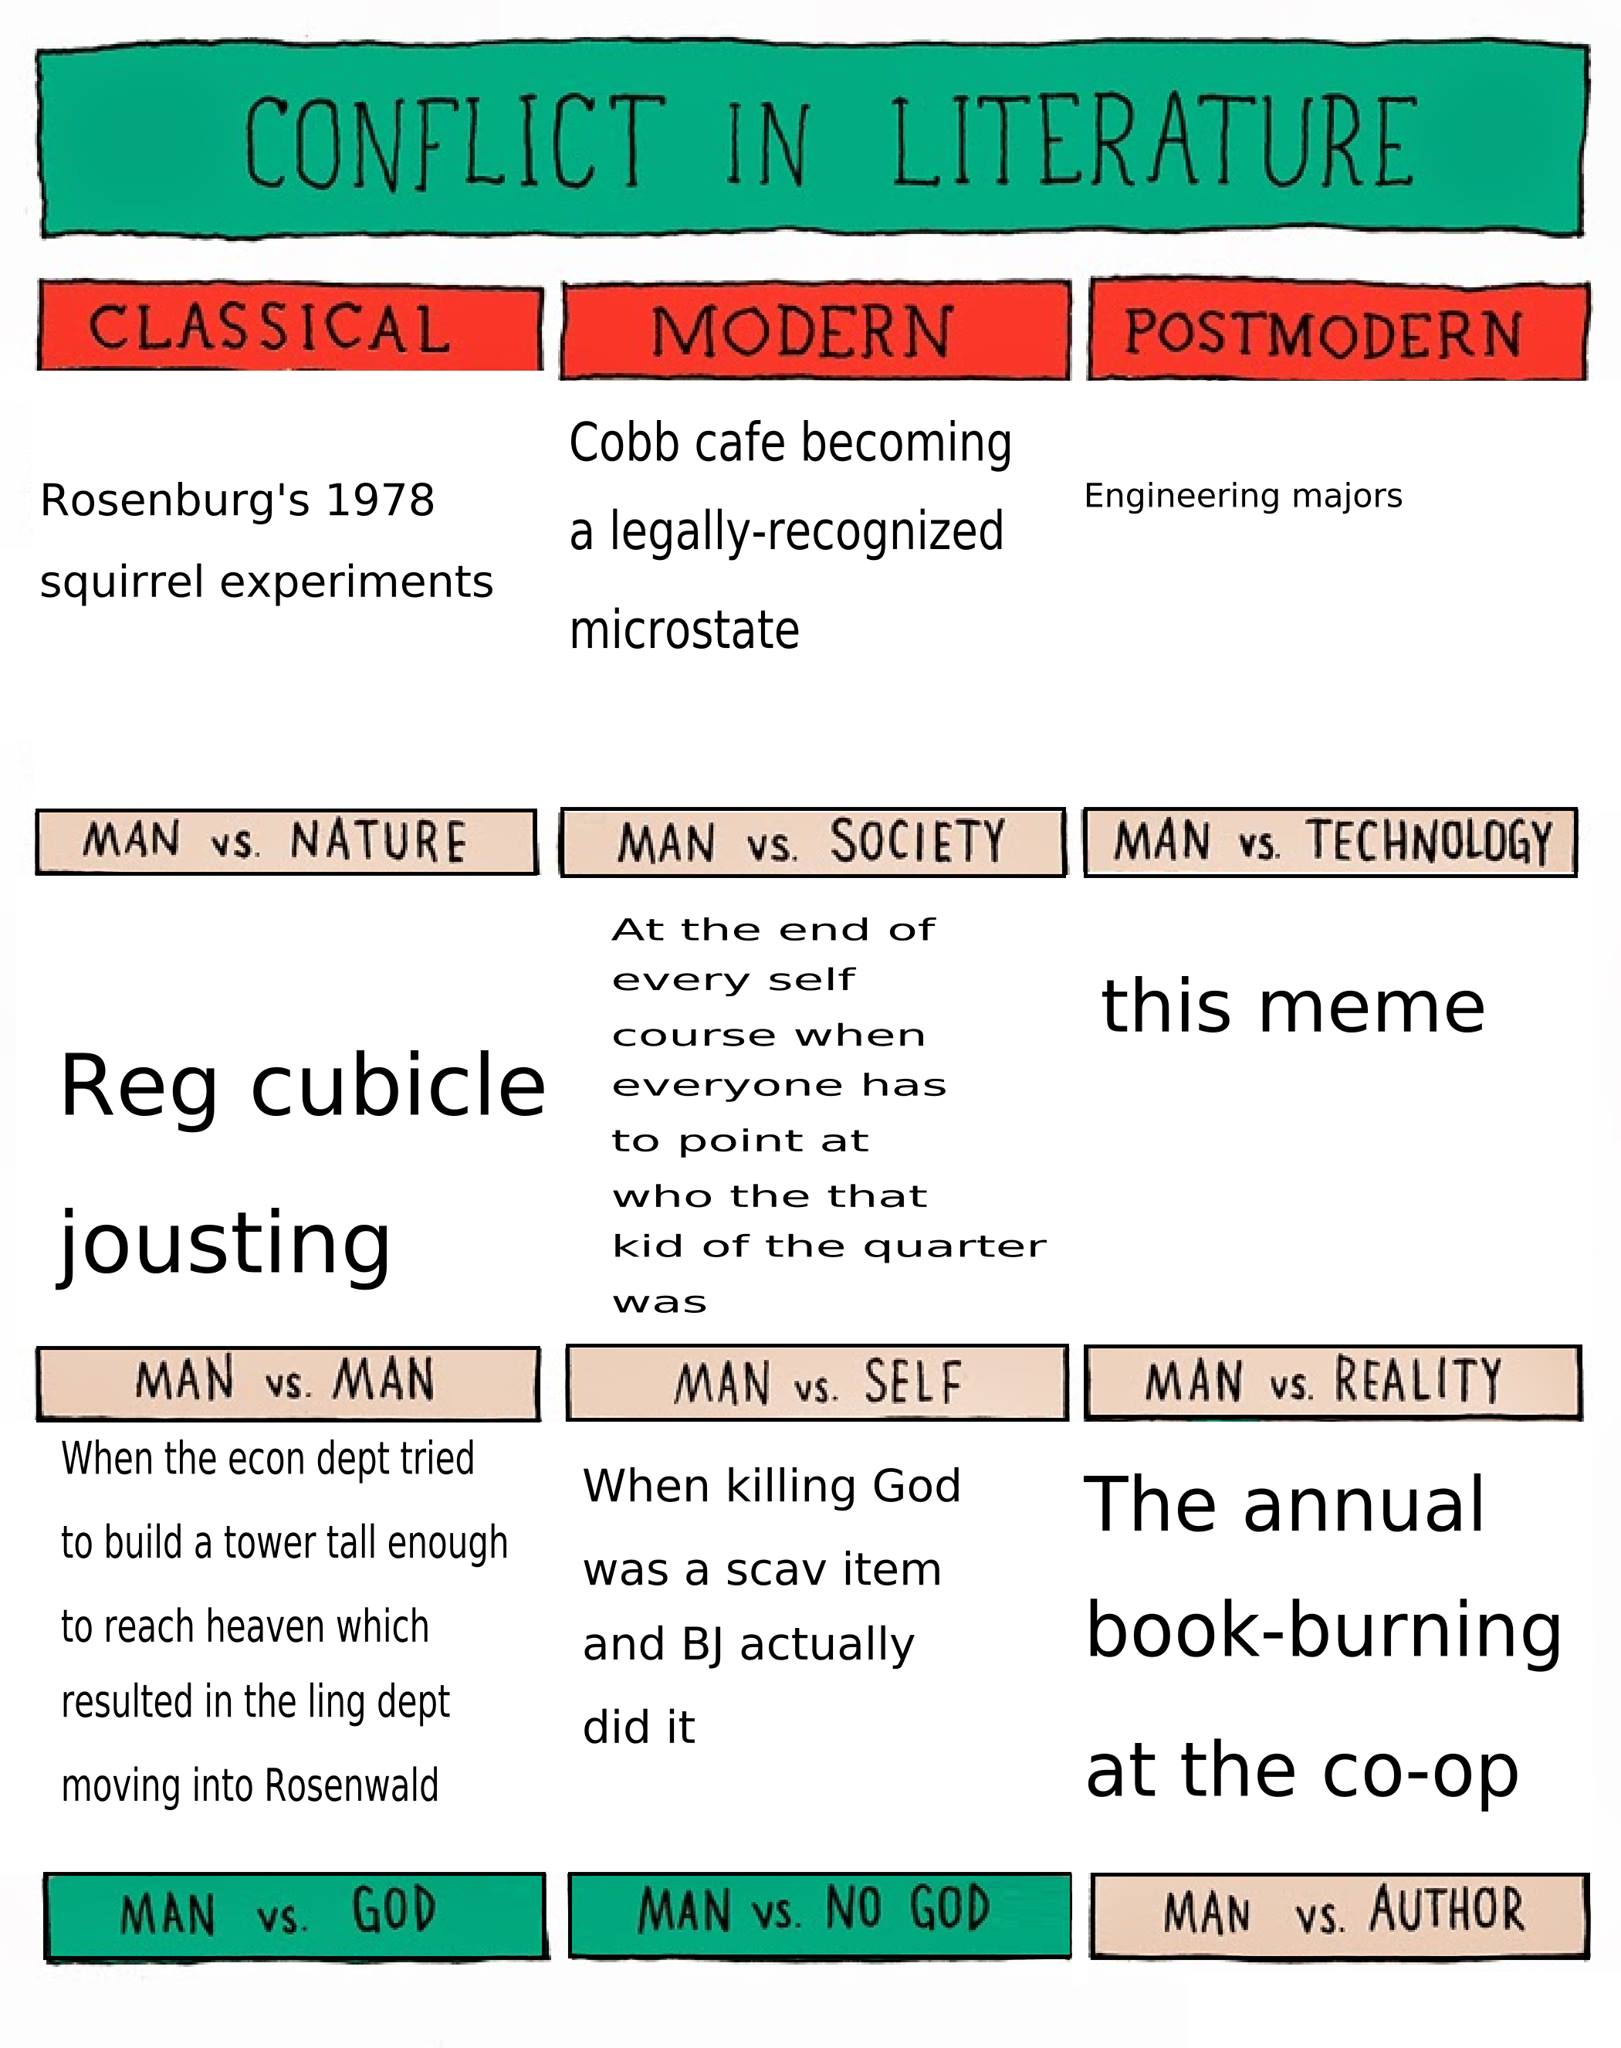 CONFLICT IN LITERATURE
CLASSICAL
MODERN
POSTMODERN
Rosenburg's 1978
squirrel experiments
Cobb cafe becoming
a legally-recognized
microstate
Engineering majors
MAN vs. NATURE
MAN vs. SOCIETY
MAN vs. TECHNOLOGY
Reg cubicle
jousting
At the end of
every self
course when
everyone has
to point at
who the that
kid of the quarter
was
this meme
MAN vs. MAN
MAN vs. SELF
MAN vs. REALITY
When the econ dept tried
to build a tower tall enough
to reach heaven which
resulted in the ling dept
moving into Rosenwald
When killing God
was a scav item
and BJ actually
did it
The annual
book-burning
at the co-op
MAN vs. GOD
MAN vs. NO GOD
MAN vs. AUTHOR